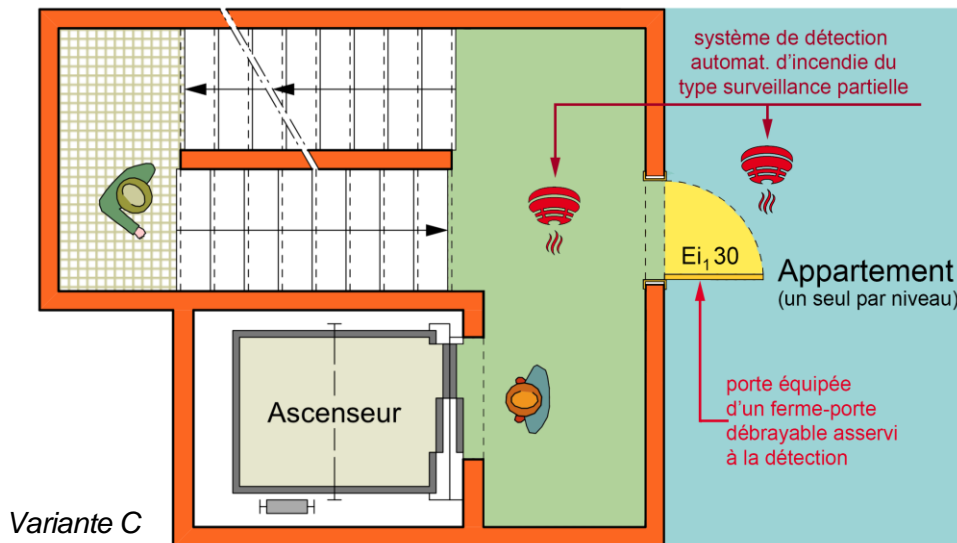 système de détection
automat. d'incendie du
type surveillance partielle
Ei₁ 30
Appartement
(un seul par niveau)
Ascenseur
porte équipée
d'un ferme-porte
débrayable asservi
à la détection
Variante C